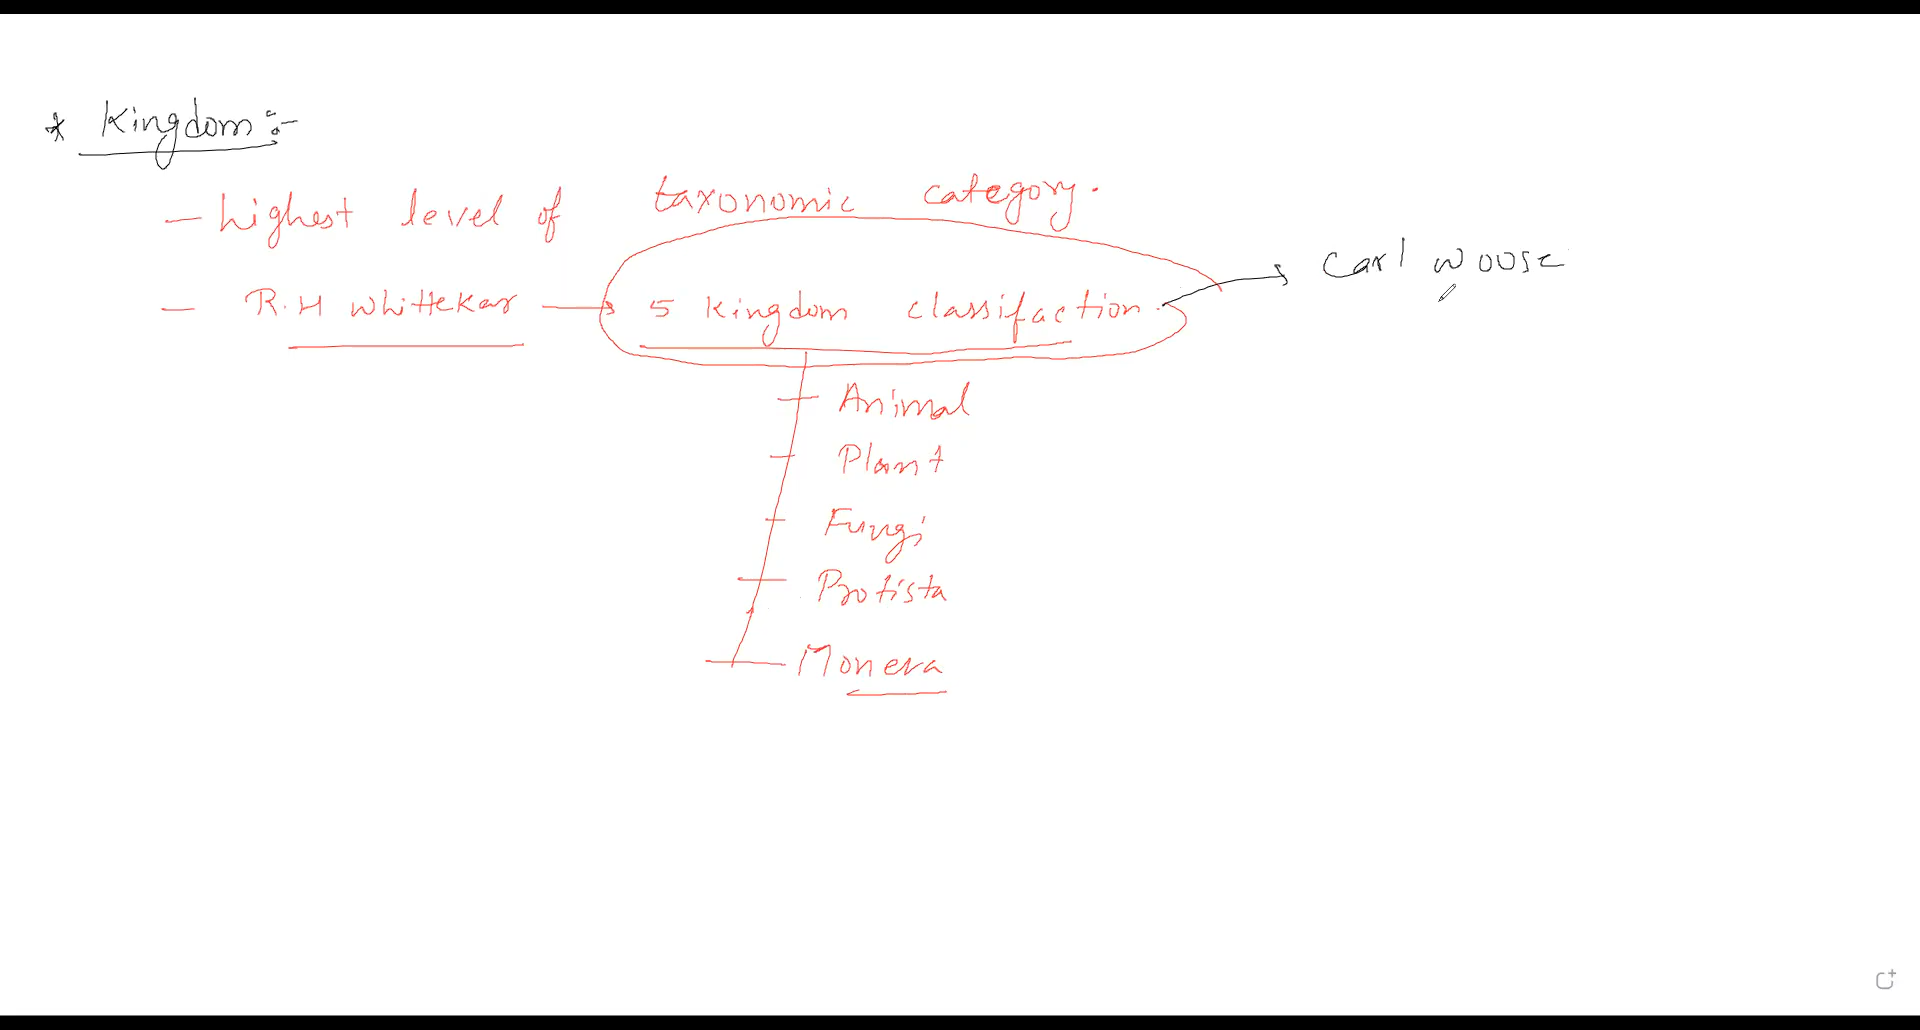 * Kingdom :-
- highest level of taxonomic category.
- R.H Whittekar → 5 Kingdom classifaction. → Carl woose
Animal
Plant
Fungi
Protista
Monera